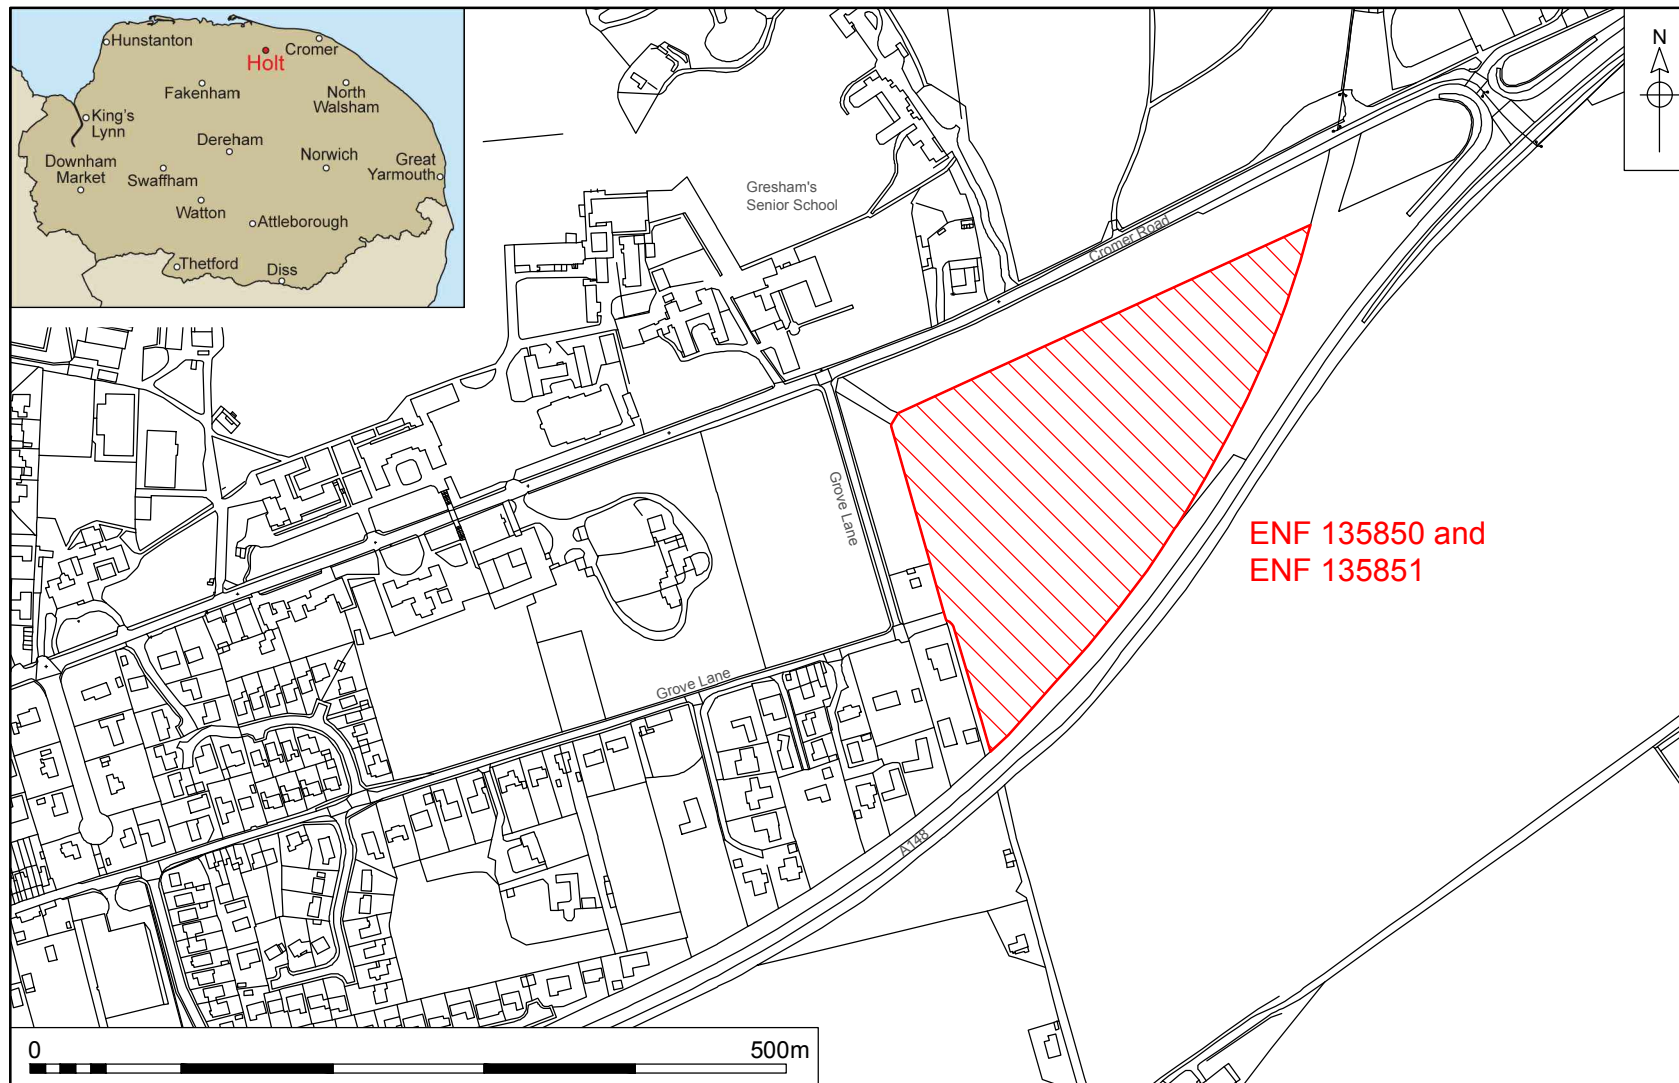 Hunstanton
Cromer
Holt
Fakenham
North
Walsham
King's
Lynn
Dereham
Downham
Market
Norwich
Great
Yarmouth
Swaffham
Watton
Attleborough
Thetford
Diss
N
Gresham's
Senior School
Cromer Road
Grove Lane
ENF 135850 and
ENF 135851
Grove Lane
A148
0
500m